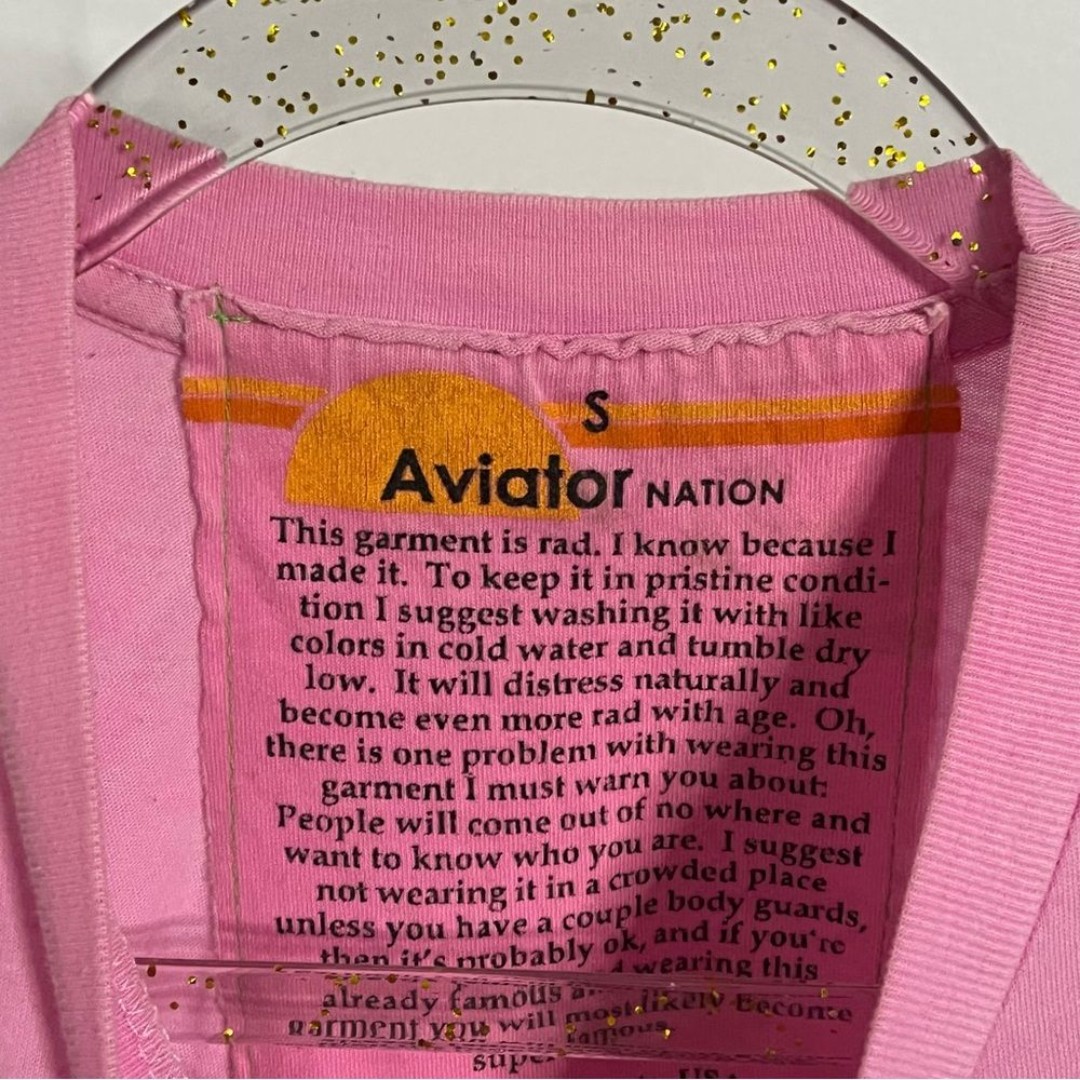 S
Aviator NATION
This garment is rad. I know because I
made it. To keep it in pristine condi-
tion I suggest washing it with like
colors in cold water and tumble dry
low. It will distress naturally and
become even more rad with age. Oh,
there is one problem with wearing this
garment I must warn you about:
People will come out of no where and
want to know who you are. I suggest
not wearing it in a crowded place
unless you have a couple body guards,
then it's probably ok, and if you're
already famous wearing this
garment you will most likely become
famous.